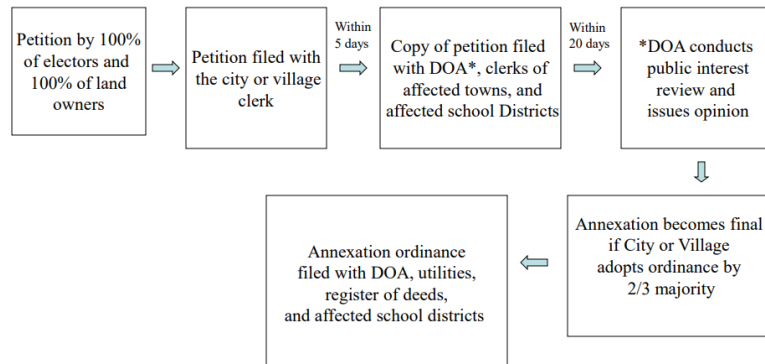 Petition by 100%
of electors and
100% of land
owners
Petition filed with
the city or village
clerk
Within
5 days
Copy of petition filed
with DOA*, clerks of
affected towns, and
affected school Districts
Within
20 days
*DOA conducts
public interest
review and
issues opinion
Annexation becomes final
if City or Village
adopts ordinance by
2/3 majority
Annexation ordinance
filed with DOA, utilities,
register of deeds,
and affected school districts